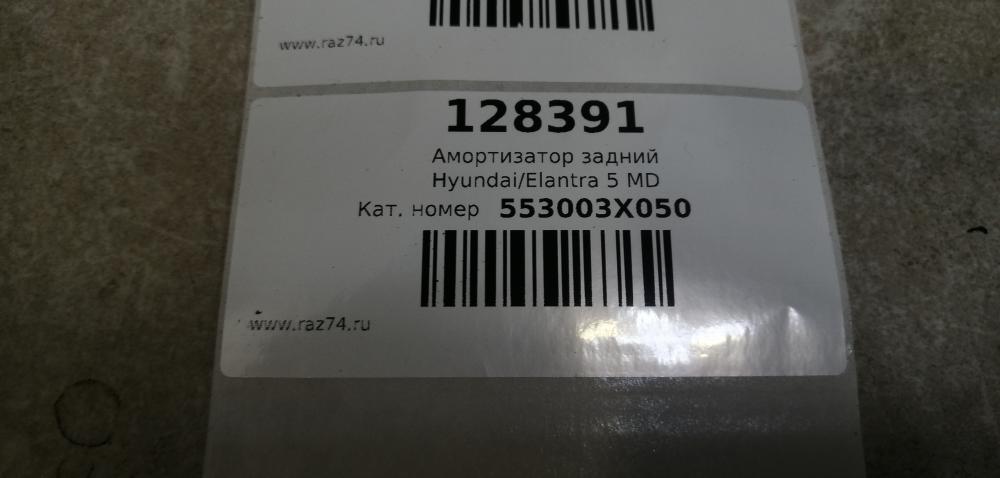 www.raz74.ru
128391
Амортизатор задний
Hyundai/Elantra 5 MD
Кат. номер 553003X050
www.raz74.ru